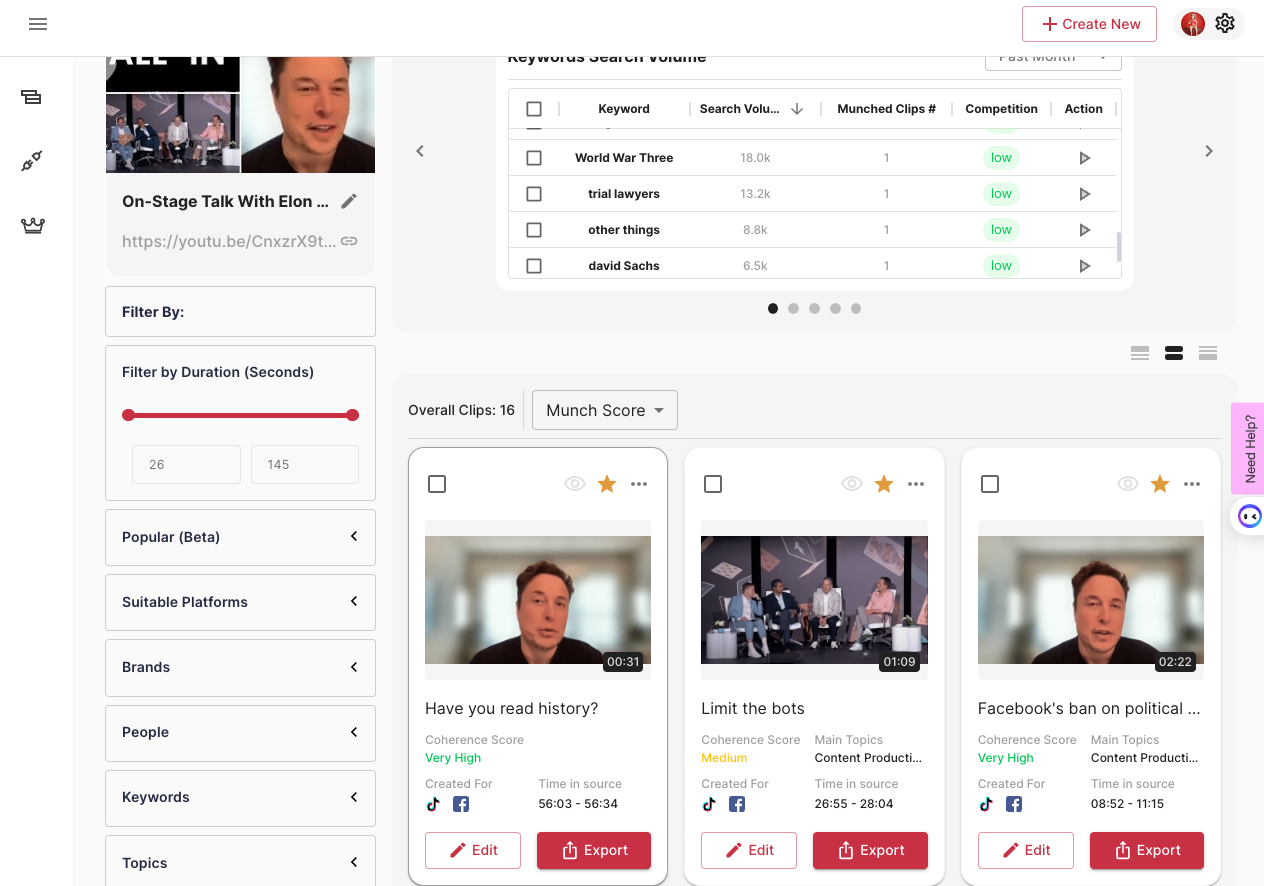 Create New
ALL-IN
On-Stage Talk With Elon ...
https://youtu.be/CnxzrX9t...
Filter By:
Filter by Duration (Seconds)
26 145
Popular (Beta)
Suitable Platforms
Brands
People
Keywords
Topics
Keywords Search Volume
Past Month
Keyword Search Volu... Munched Clips # Competition Action
low
World War Three 18.0k 1 low
trial lawyers 13.2k 1 low
other things 8.8k 1 low
david Sachs 6.5k 1 low
Overall Clips: 16
Munch Score
00:31
Have you read history?
Coherence Score
Very High
Created For Time in source
56:03 - 56:34
Edit Export
01:09
Limit the bots
Coherence Score Main Topics
Medium Content Producti...
Created For Time in source
26:55 - 28:04
Edit Export
02:22
Facebook's ban on political ...
Coherence Score Main Topics
Very High Content Producti...
Created For Time in source
08:52 - 11:15
Edit Export
Need Help?